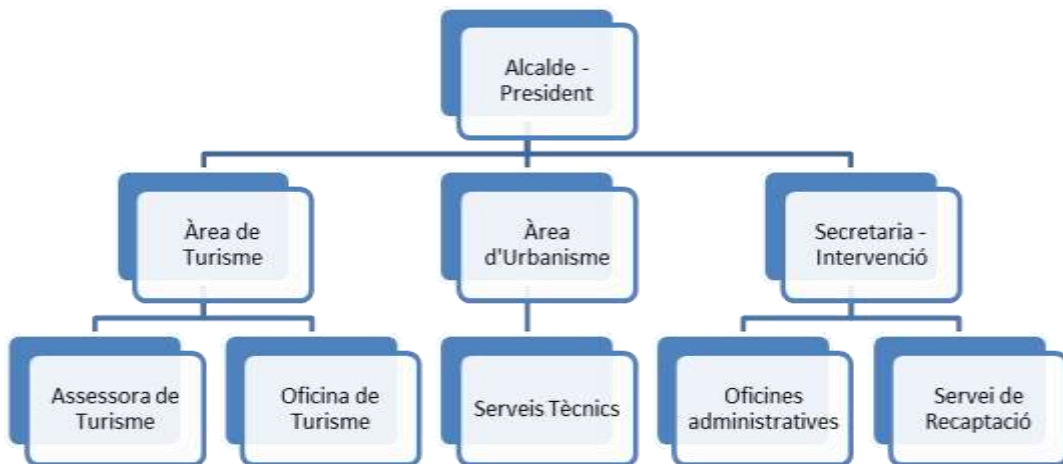 Alcalde -
President
Àrea de
Turisme
Àrea
d'Urbanisme
Secretaria -
Intervenció
Assessora de
Turisme
Oficina de
Turisme
Serveis Tècnics
Oficines
administratives
Servei de
Recaptació